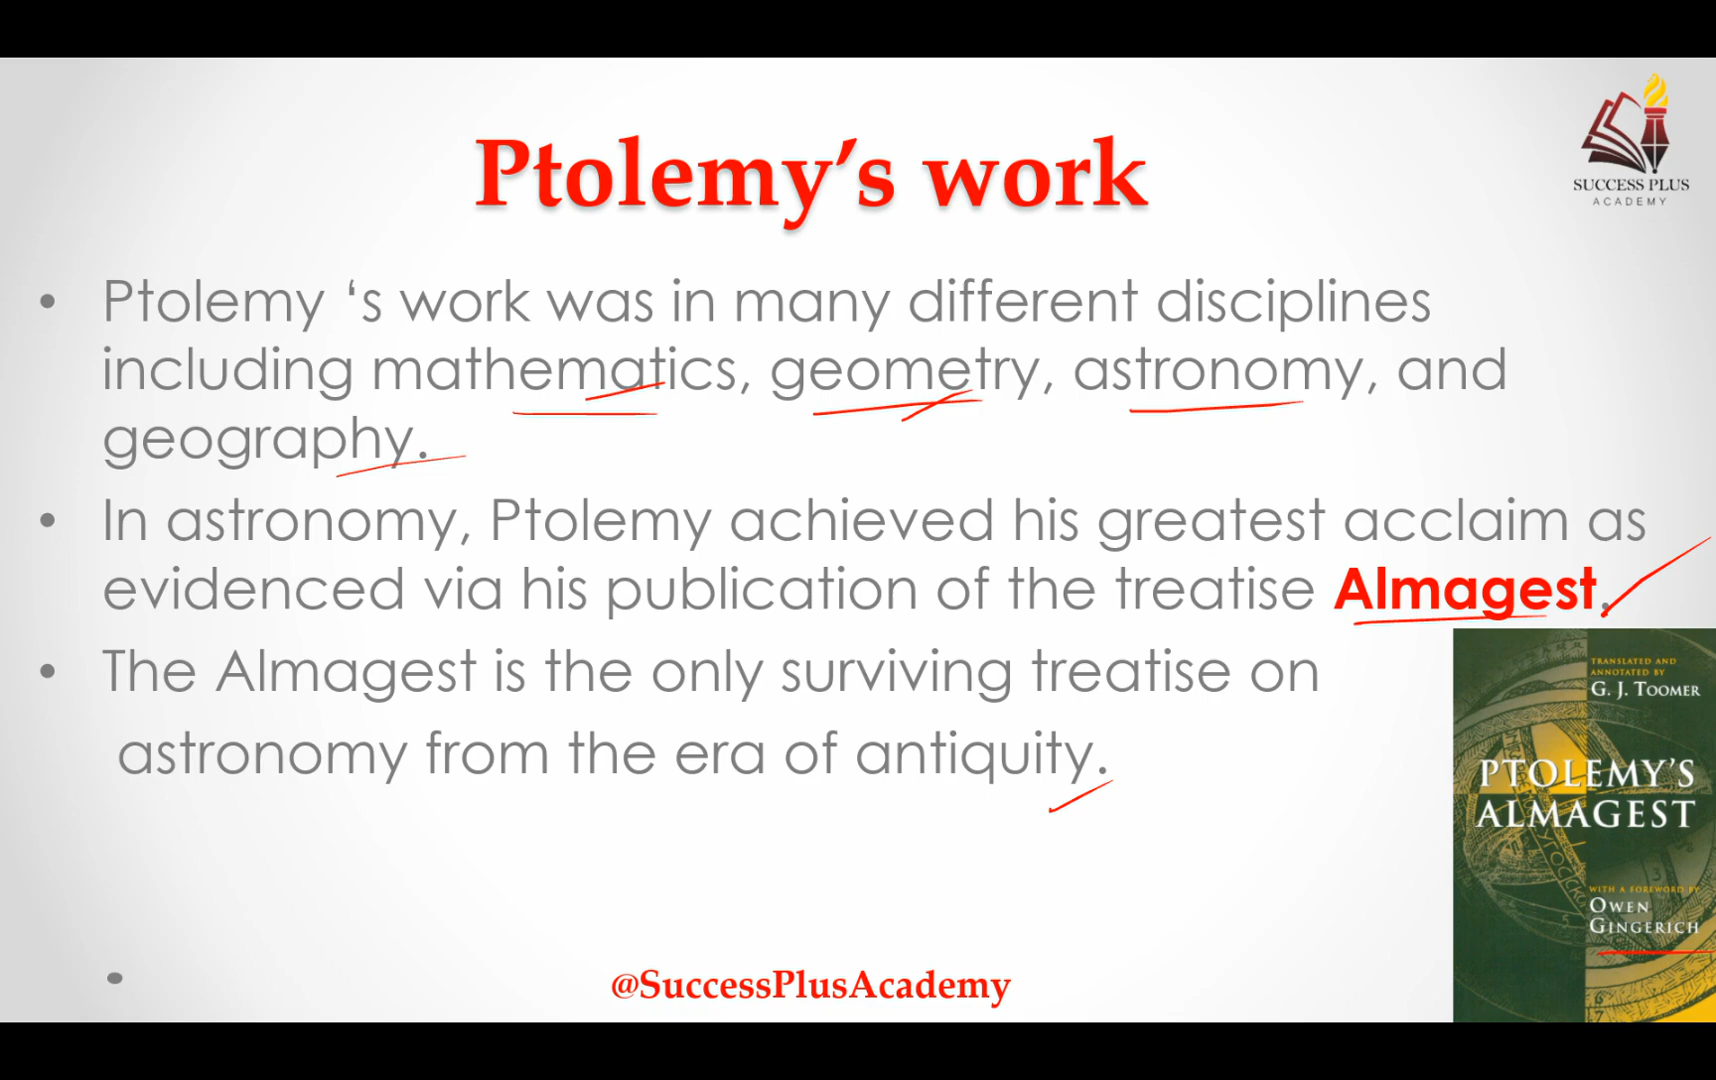 SUCCESS PLUS
ACADEMY
Ptolemy’s work
• Ptolemy ‘s work was in many different disciplines
including mathematics, geometry, astronomy, and
geography.
• In astronomy, Ptolemy achieved his greatest acclaim as
evidenced via his publication of the treatise Almagest.
• The Almagest is the only surviving treatise on
astronomy from the era of antiquity.
TRANSLATED AND
ANNOTATED BY
G. J. TOOMER
PTOLEMY'S
ALMAGEST
WITH A FOREWORD BY
OWEN
GINGERICH
•
@SuccessPlusAcademy